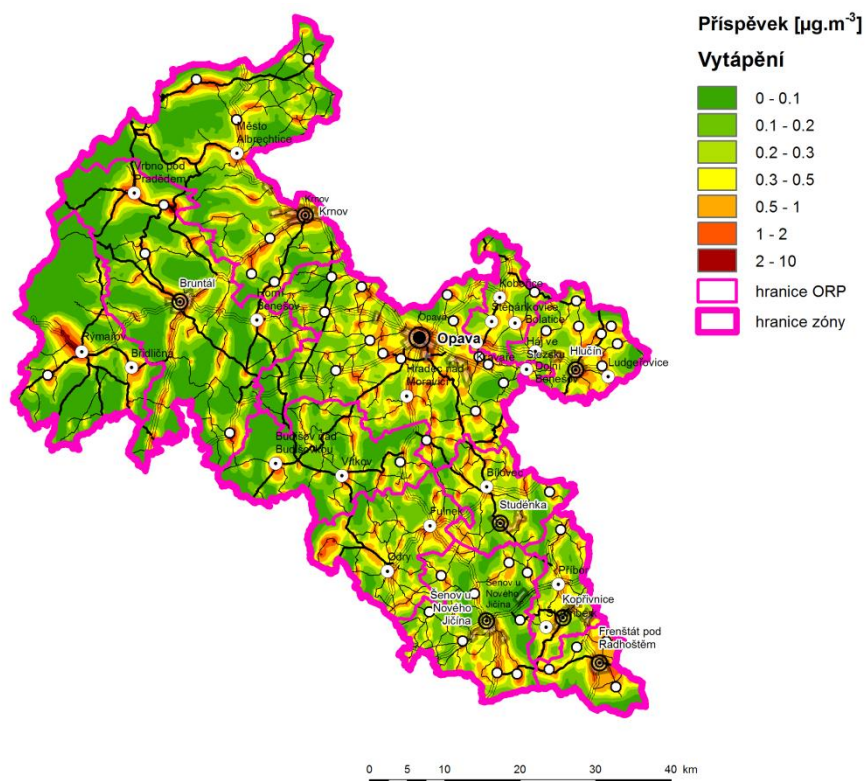 Příspěvek [µg.m⁻³]
Vytápění
0 - 0.1
0.1 - 0.2
0.2 - 0.3
0.3 - 0.5
0.5 - 1
1 - 2
2 - 10
hranice ORP
hranice zóny
Město
Albrechtice
Vrbno pod
Pradědem
Krnov
Krnov
Bruntál
Horní
Benešov
Rýmařov
Břidličná
Opava
Opava
Hradec nad
Moravicí
Kobeřice
Štěpánkovice
Bolatice
Háj ve
Slezsku
Kravaře
Dolní
Benešov
Hlučín
Ludgeřovice
Budišov nad
Budišovkou
Vítkov
Bílovec
Studénka
Fulnek
Odry
Šenov u
Nového
Jičína
Šenov u
Nového
Jičína
Příbor
Kopřivnice
Frenštát pod
Radhoštěm
0 5 10 20 30 40 km